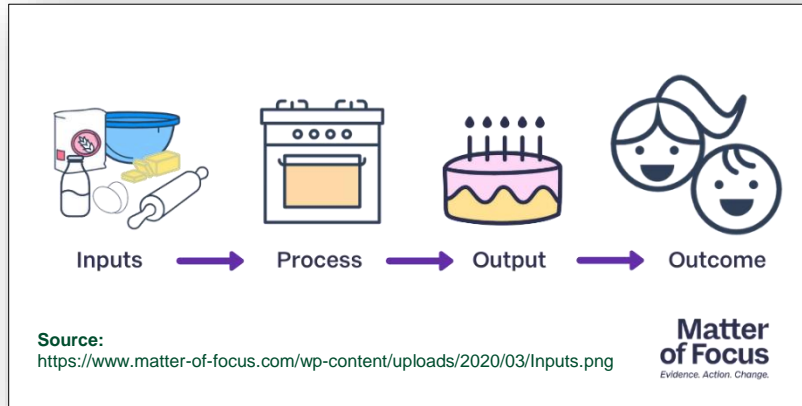 Inputs Process Output Outcome
Source:
https://www.matter-of-focus.com/wp-content/uploads/2020/03/Inputs.png
Matter
of Focus
Evidence. Action. Change.